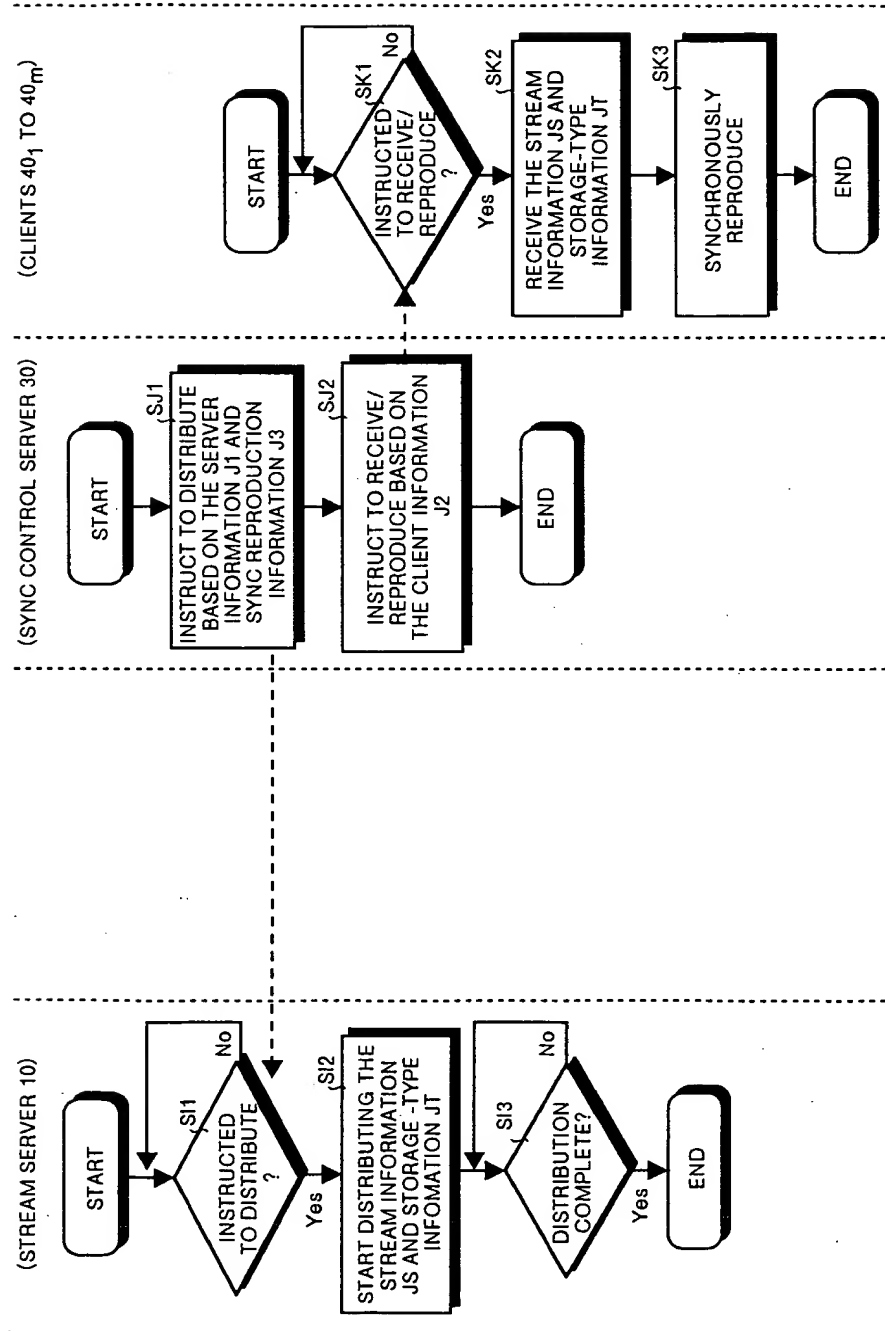 (STREAM SERVER 10)
START
SI1
INSTRUCTED
TO DISTRIBUTE
?
No
Yes
SI2
START DISTRIBUTING THE
STREAM INFORMATION
JS AND STORAGE -TYPE
INFOMATION JT
SI3
DISTRIBUTION
COMPLETE?
No
Yes
END
(SYNC CONTROL SERVER 30)
START
SJ1
INSTRUCT TO DISTRIBUTE
BASED ON THE SERVER
INFORMATION J1 AND
SYNC REPRODUCTION
INFORMATION J3
SJ2
INSTRUCT TO RECEIVE/
REPRODUCE BASED ON
THE CLIENT INFORMATION
J2
END
(CLIENTS 40₁ TO 40ₘ)
START
SK1
INSTRUCTED
TO RECEIVE/
REPRODUCE
?
No
Yes
SK2
RECEIVE THE STREAM
INFORMATION JS AND
STORAGE-TYPE
INFORMATION JT
SK3
SYNCHRONOUSLY
REPRODUCE
END